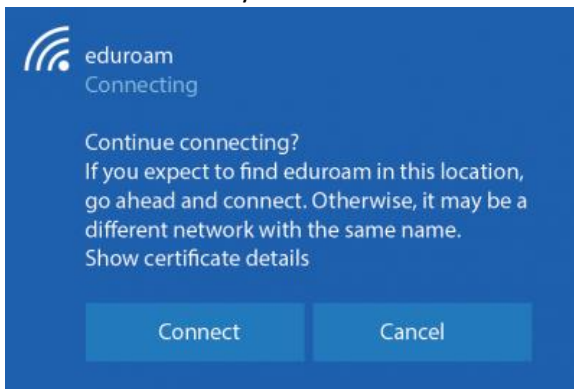 eduroam
Connecting
Continue connecting?
If you expect to find eduroam in this location,
go ahead and connect. Otherwise, it may be a
different network with the same name.
Show certificate details
Connect
Cancel